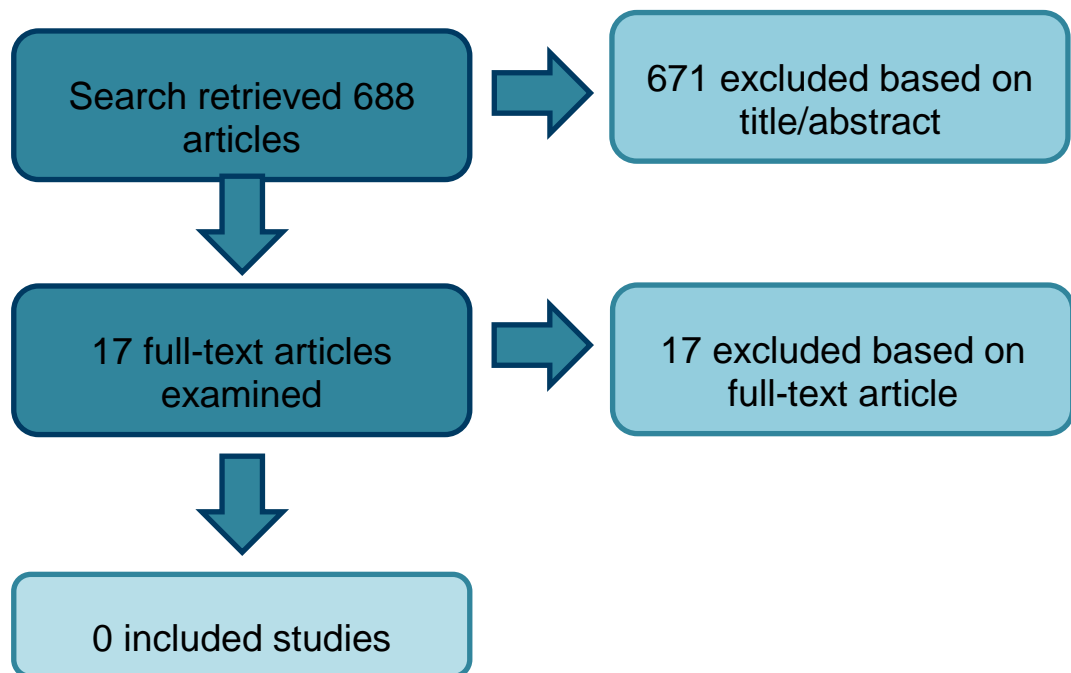 Search retrieved 688
articles
671 excluded based on
title/abstract
17 full-text articles
examined
17 excluded based on
full-text article
0 included studies